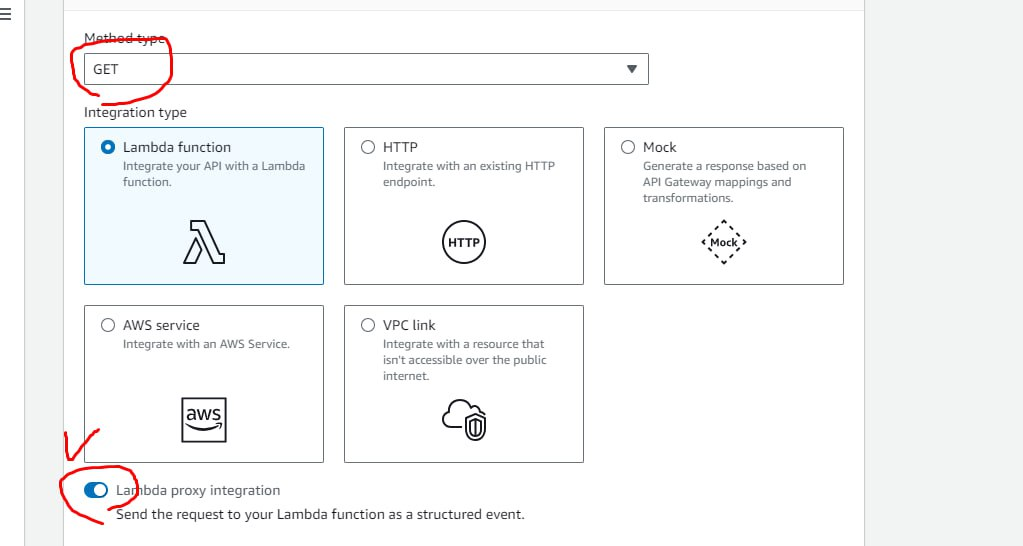 Method type
GET
Integration type
Lambda function
Integrate your API with a Lambda
function.
HTTP
Integrate with an existing HTTP
endpoint.
HTTP
Mock
Generate a response based on
API Gateway mappings and
transformations.
Mock
AWS service
Integrate with an AWS Service.
aws
VPC link
Integrate with a resource that
isn't accessible over the public
internet.
Lambda proxy integration
Send the request to your Lambda function as a structured event.